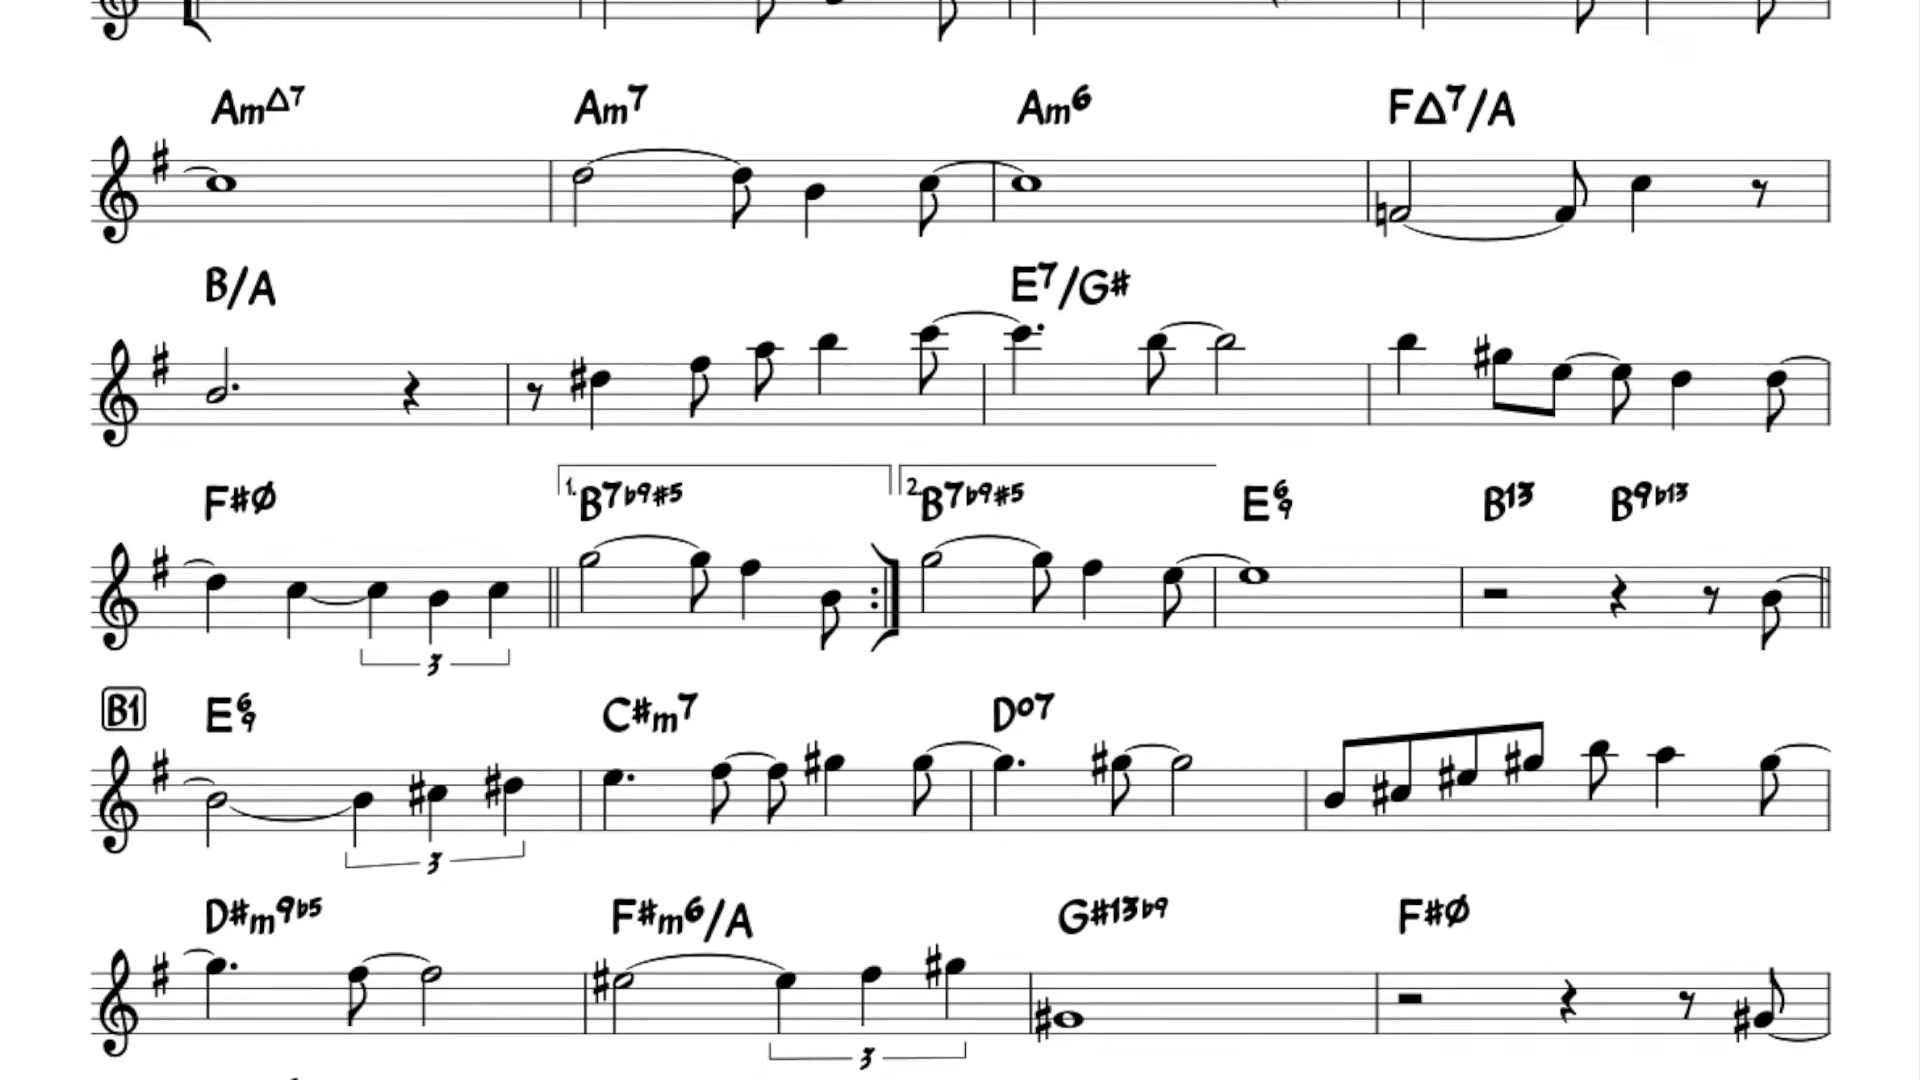 AmΔ7 Am7 Am6 FΔ7/A
B/A E7/G#
F#Ø 1. B7b9#5 2. B7b9#5 E6/9 B13 B9b13
3
B1 E6/9 C#m7 Do7
3
D#m9b5 F#m6/A G#13b9 F#Ø
3